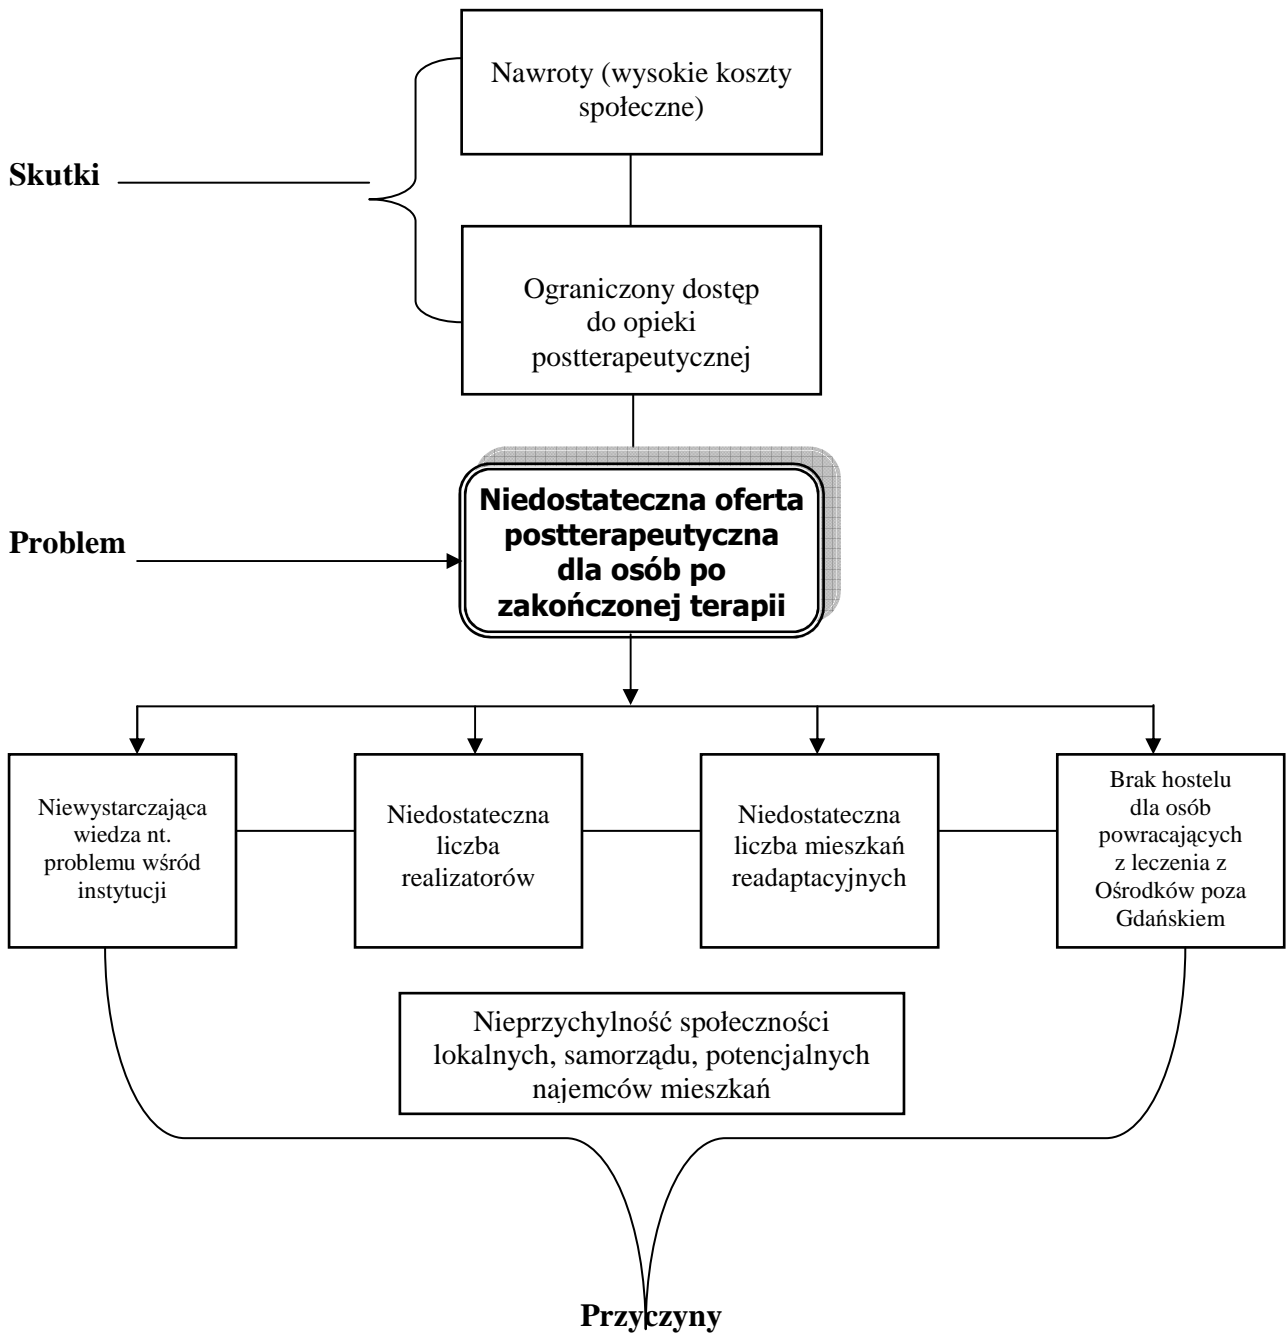 Nawroty (wysokie koszty
społeczne)
Skutki
Ograniczony dostęp
do opieki
postterapeutycznej
Problem
Niedostateczna oferta
postterapeutyczna
dla osób po
zakończonej terapii
Niewystarczająca
wiedza nt.
problemu wśród
instytucji
Niedostateczna
liczba
realizatorów
Niedostateczna
liczba mieszkań
readaptacyjnych
Brak hostelu
dla osób
powracających
z leczenia z
Ośrodków poza
Gdańskiem
Nieprzychylność społeczności
lokalnych, samorządu, potencjalnych
najemców mieszkań
Przyczyny